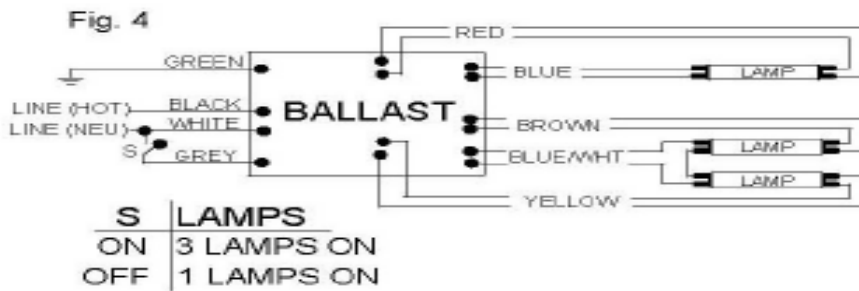 Fig. 4
RED
GREEN
BLUE
LAMP
LINE (HOT)
BLACK
BALLAST
LINE (NEU)
WHITE
BROWN
S
GREY
BLUE/WHT
LAMP
LAMP
YELLOW
S LAMPS
ON 3 LAMPS ON
OFF 1 LAMPS ON